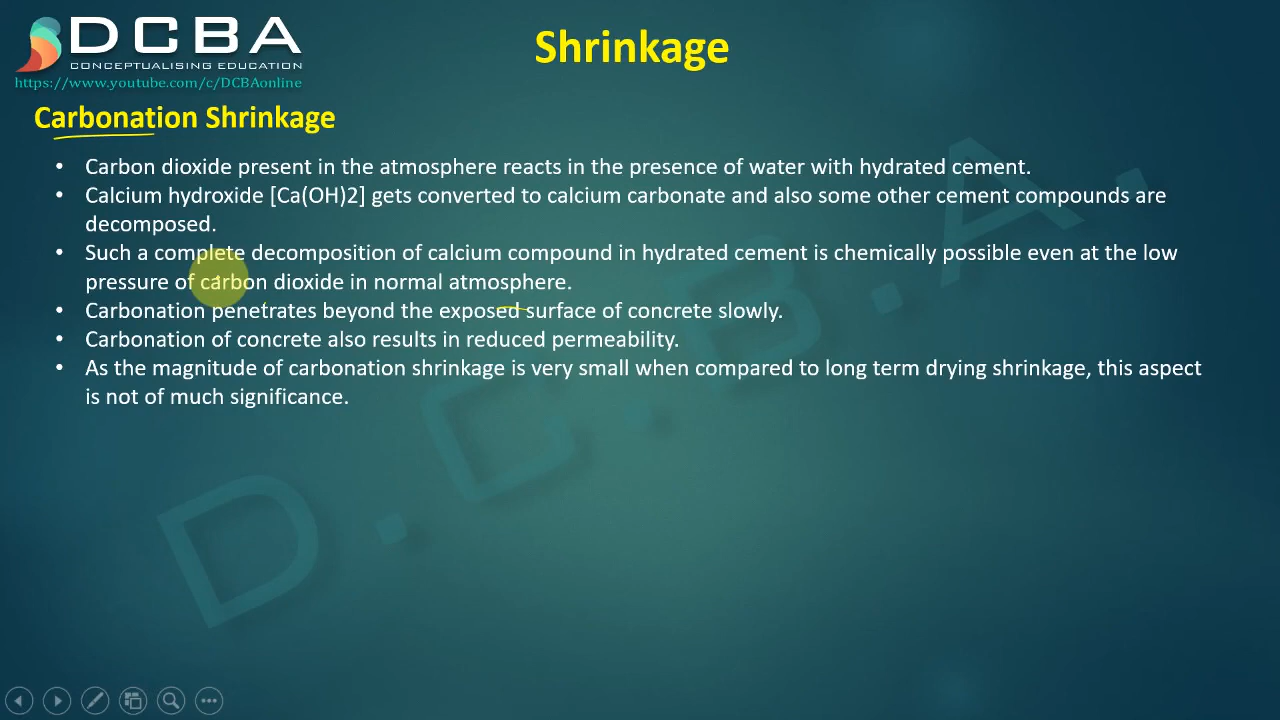 DCBA
CONCEPTUALISING EDUCATION
https://www.youtube.com/c/DCBAonline
Shrinkage
Carbonation Shrinkage
• Carbon dioxide present in the atmosphere reacts in the presence of water with hydrated cement.
• Calcium hydroxide [Ca(OH)2] gets converted to calcium carbonate and also some other cement compounds are
decomposed.
• Such a complete decomposition of calcium compound in hydrated cement is chemically possible even at the low
pressure of carbon dioxide in normal atmosphere.
• Carbonation penetrates beyond the exposed surface of concrete slowly.
• Carbonation of concrete also results in reduced permeability.
• As the magnitude of carbonation shrinkage is very small when compared to long term drying shrinkage, this aspect
is not of much significance.
D.C.B.A.